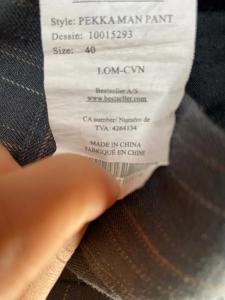 Style: PEKKA MAN PANT
Dessin: 10015293
Size: 40
LOM-CVN
Bestseller A/S
www.bestseller.com
CA number/ Numéro de
TVA: 4264134
MADE IN CHINA
FABRIQUÉ EN CHINE